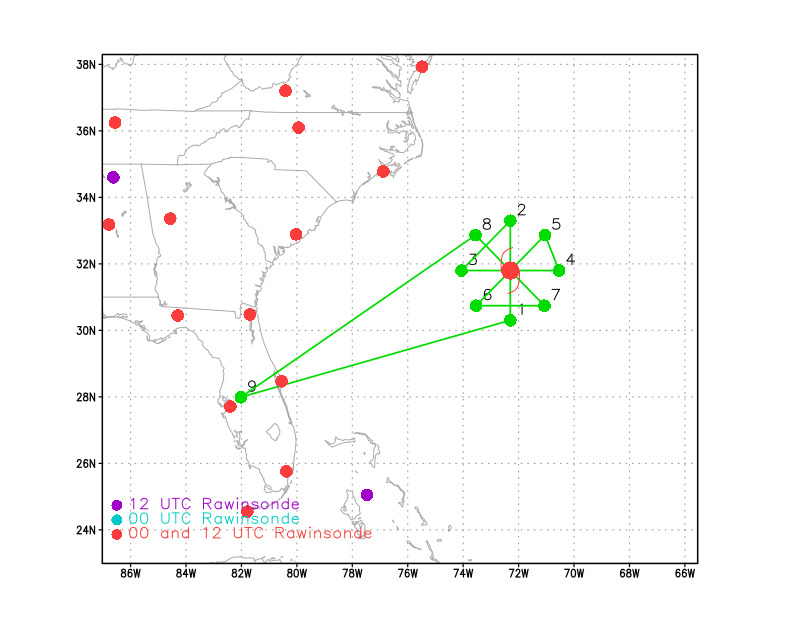 38N
36N
34N
32N
30N
28N
26N
24N
2
8
5
3
4
6
7
1
9
12 UTC Rawinsonde
00 UTC Rawinsonde
00 and 12 UTC Rawinsonde
86W 84W 82W 80W 78W 76W 74W 72W 70W 68W 66W